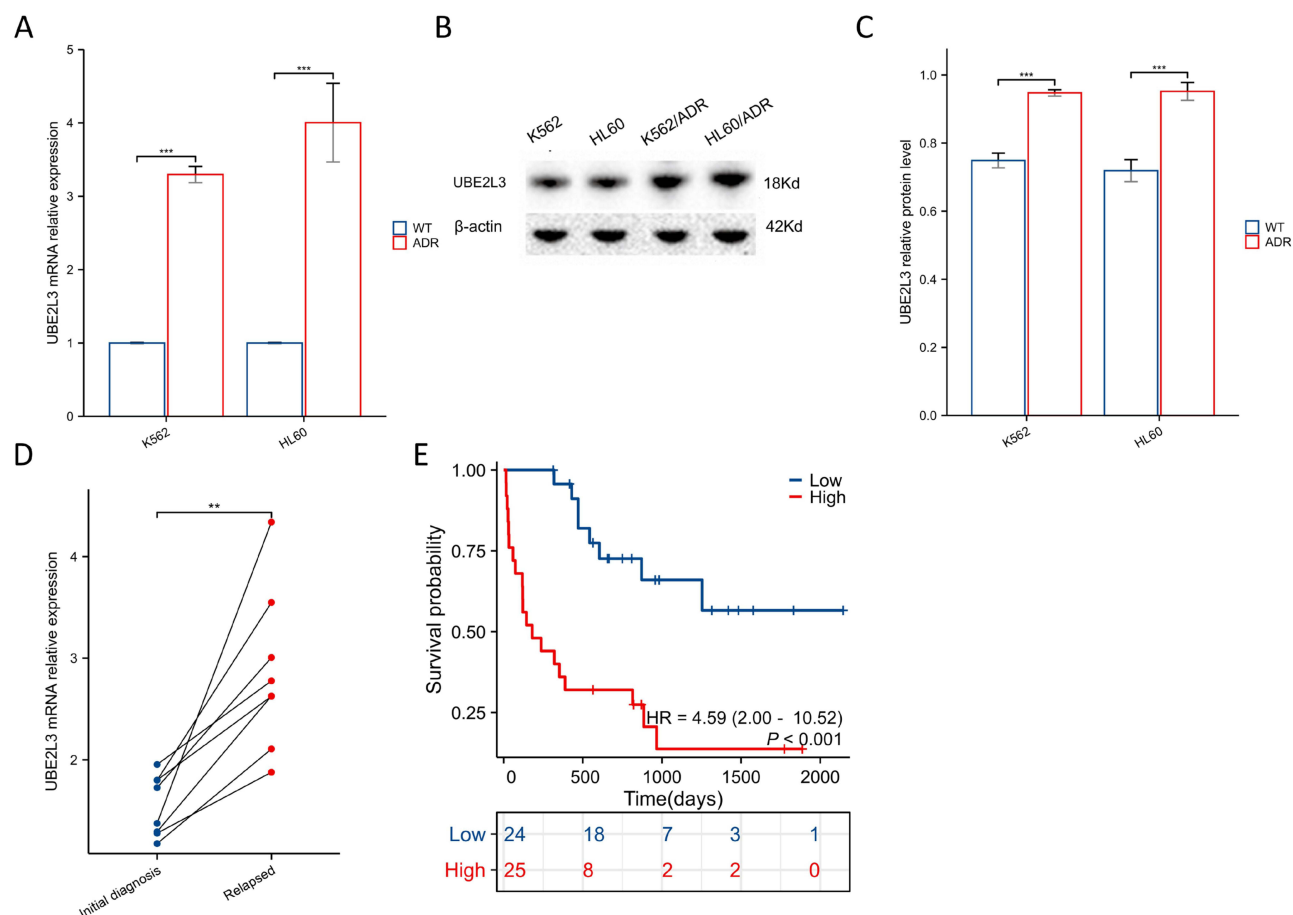 A
UBE2L3 mRNA relative expression
5
4
3
2
1
0
***
***
K562
HL60
WT
ADR
B
K562
HL60
K562/ADR
HL60/ADR
UBE2L3
18Kd
β-actin
42Kd
C
UBE2L3 relative protein level
1.0
0.8
0.6
0.4
0.2
0.0
***
***
K562
HL60
WT
ADR
D
UBE2L3 mRNA relative expression
4
3
2
**
Initial diagnosis
Relapsed
E
Survival probability
1.00
0.75
0.50
0.25
Low
High
HR = 4.59 (2.00 - 10.52)
P < 0.001
0 500 1000 1500 2000
Time(days)
Low 24 18 7 3 1
High 25 8 2 2 0